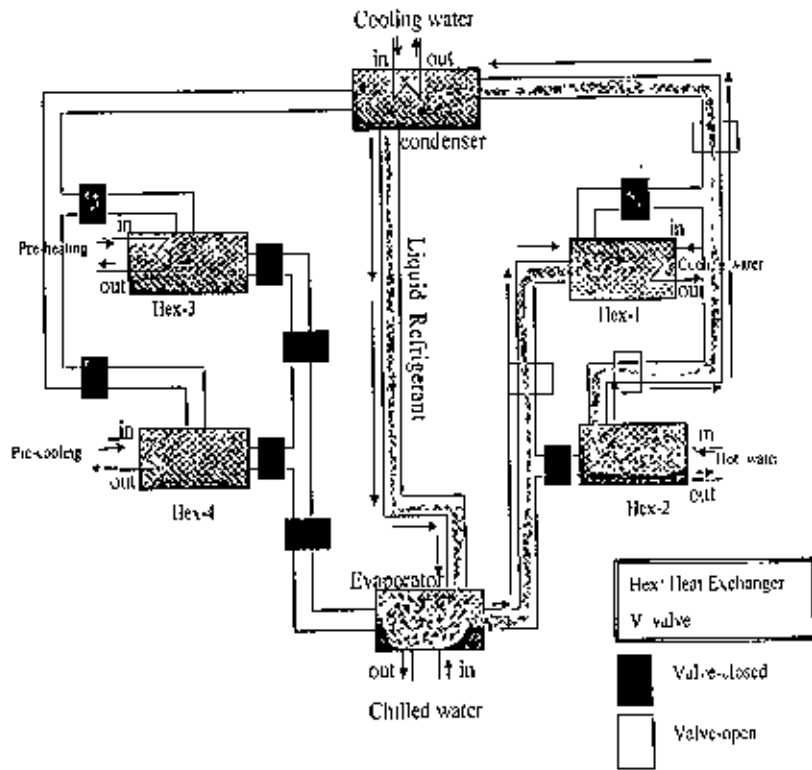 Cooling water
in out
condenser
in
Pre-heating
out
Hex-3
in
Cooling water
out
Hex-1
Liquid Refrigerant
in
Pre-cooling
out
Hex-4
in
Hot water
out
Hex-2
Evaporator
out in
Chilled water
Hex: Heat Exchanger
V valve
Valve-closed
Valve-open